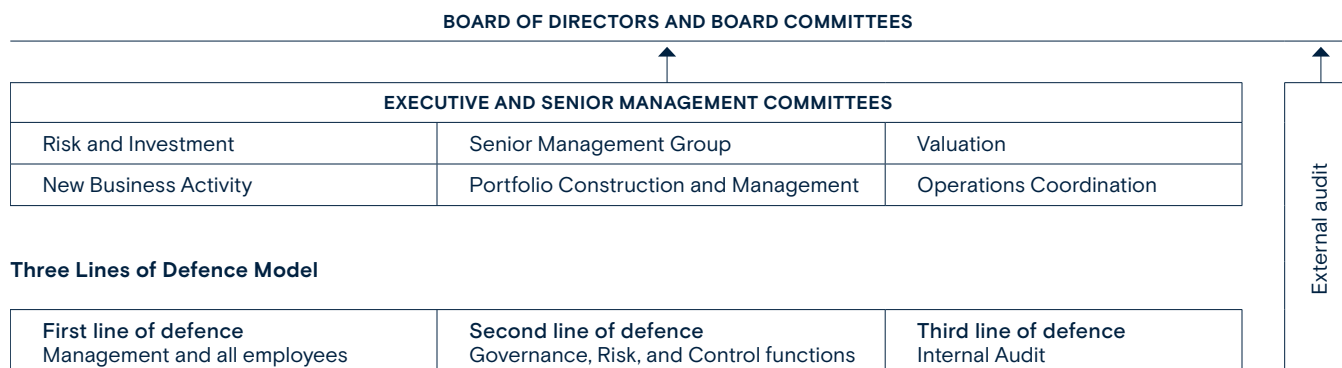 BOARD OF DIRECTORS AND BOARD COMMITTEES
EXECUTIVE AND SENIOR MANAGEMENT COMMITTEES
Risk and Investment
Senior Management Group
Valuation
New Business Activity
Portfolio Construction and Management
Operations Coordination
External audit
Three Lines of Defence Model
First line of defence
Management and all employees
Second line of defence
Governance, Risk, and Control functions
Third line of defence
Internal Audit